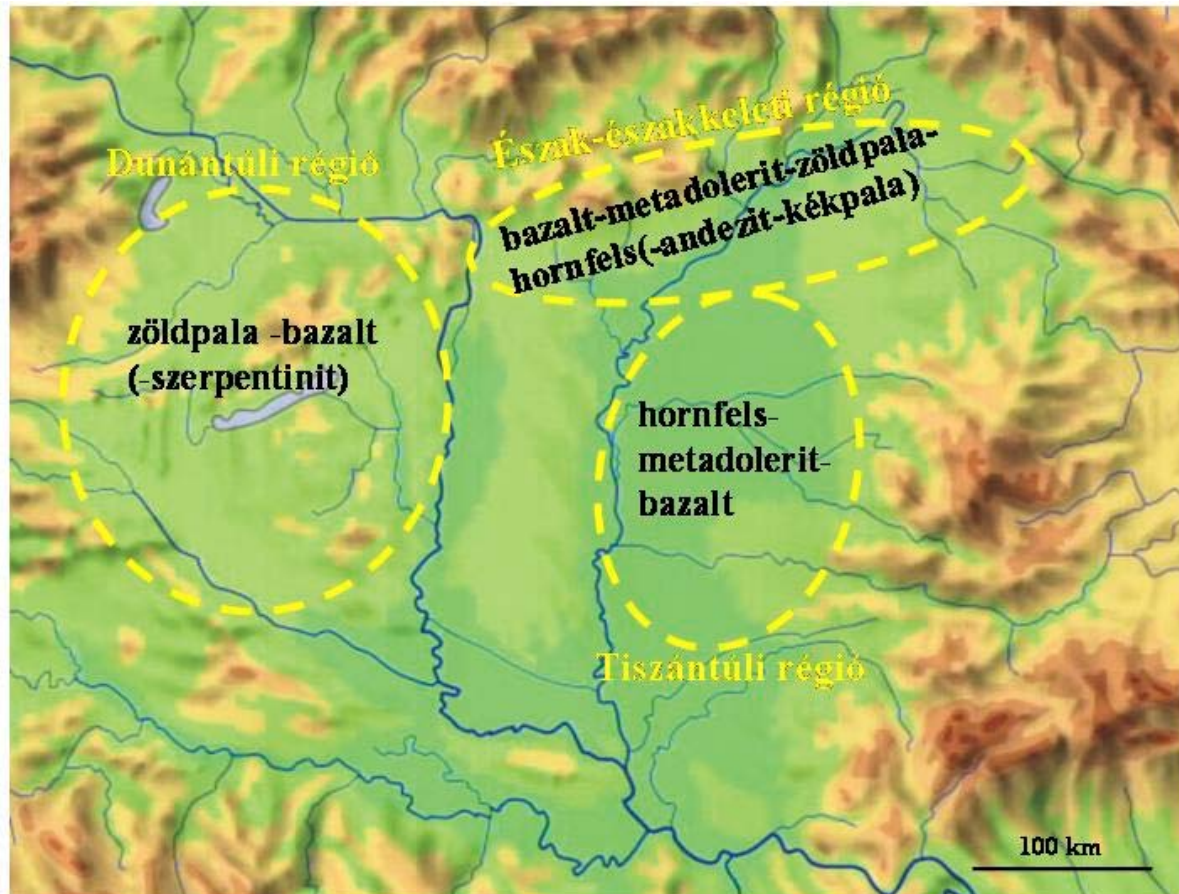 Észak-északkeleti régió
Dunántúli régió
bazalt-metadolerit-zöldpala-
hornfels(-andezit-kékpala)
zöldpala -bazalt
(-szerpentinit)
hornfels-
metadolerit-
bazalt
Tiszántúli régió
100 km